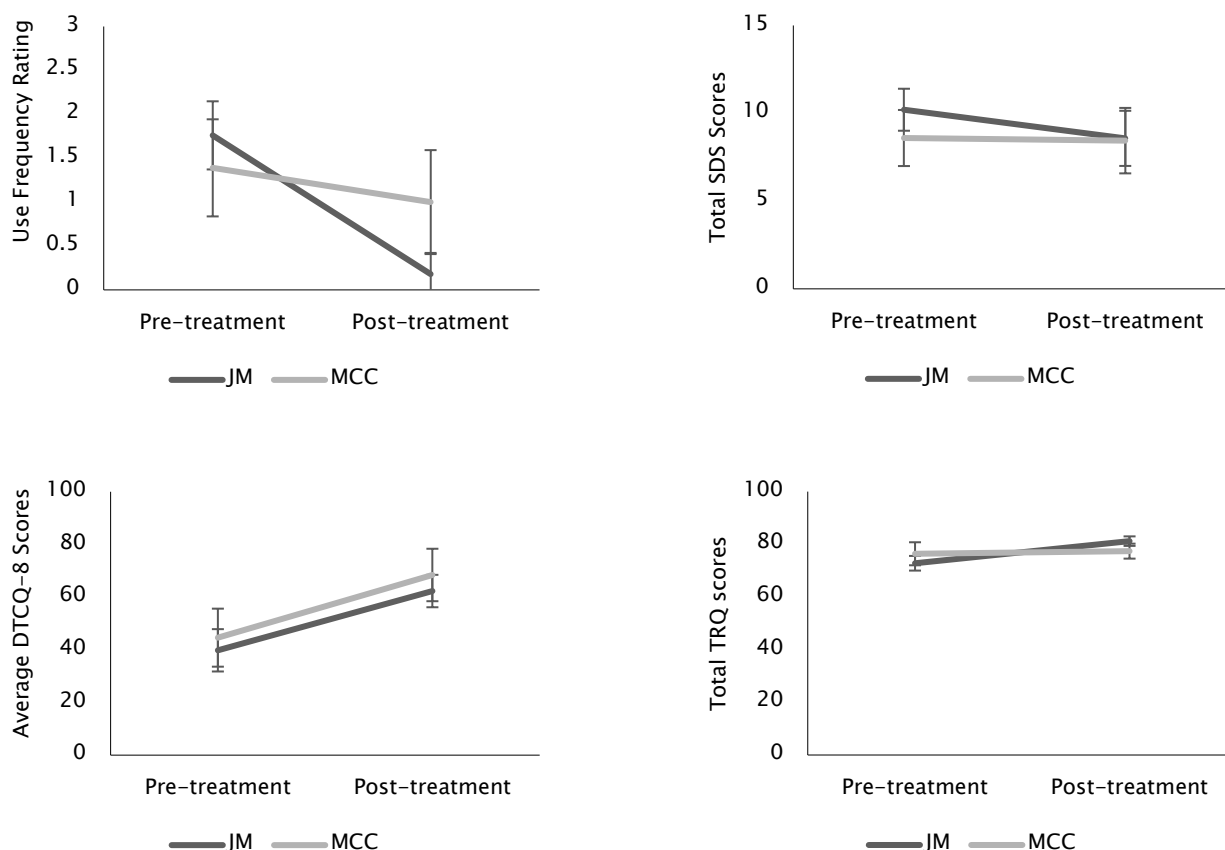 Use Frequency Rating
3
2.5
2
1.5
1
0.5
0
Pre-treatment Post-treatment
JM MCC
Total SDS Scores
15
10
5
0
Pre-treatment Post-treatment
JM MCC
Average DTCQ-8 Scores
100
80
60
40
20
0
Pre-treatment Post-treatment
JM MCC
Total TRQ scores
100
80
60
40
20
0
Pre-treatment Post-treatment
JM MCC